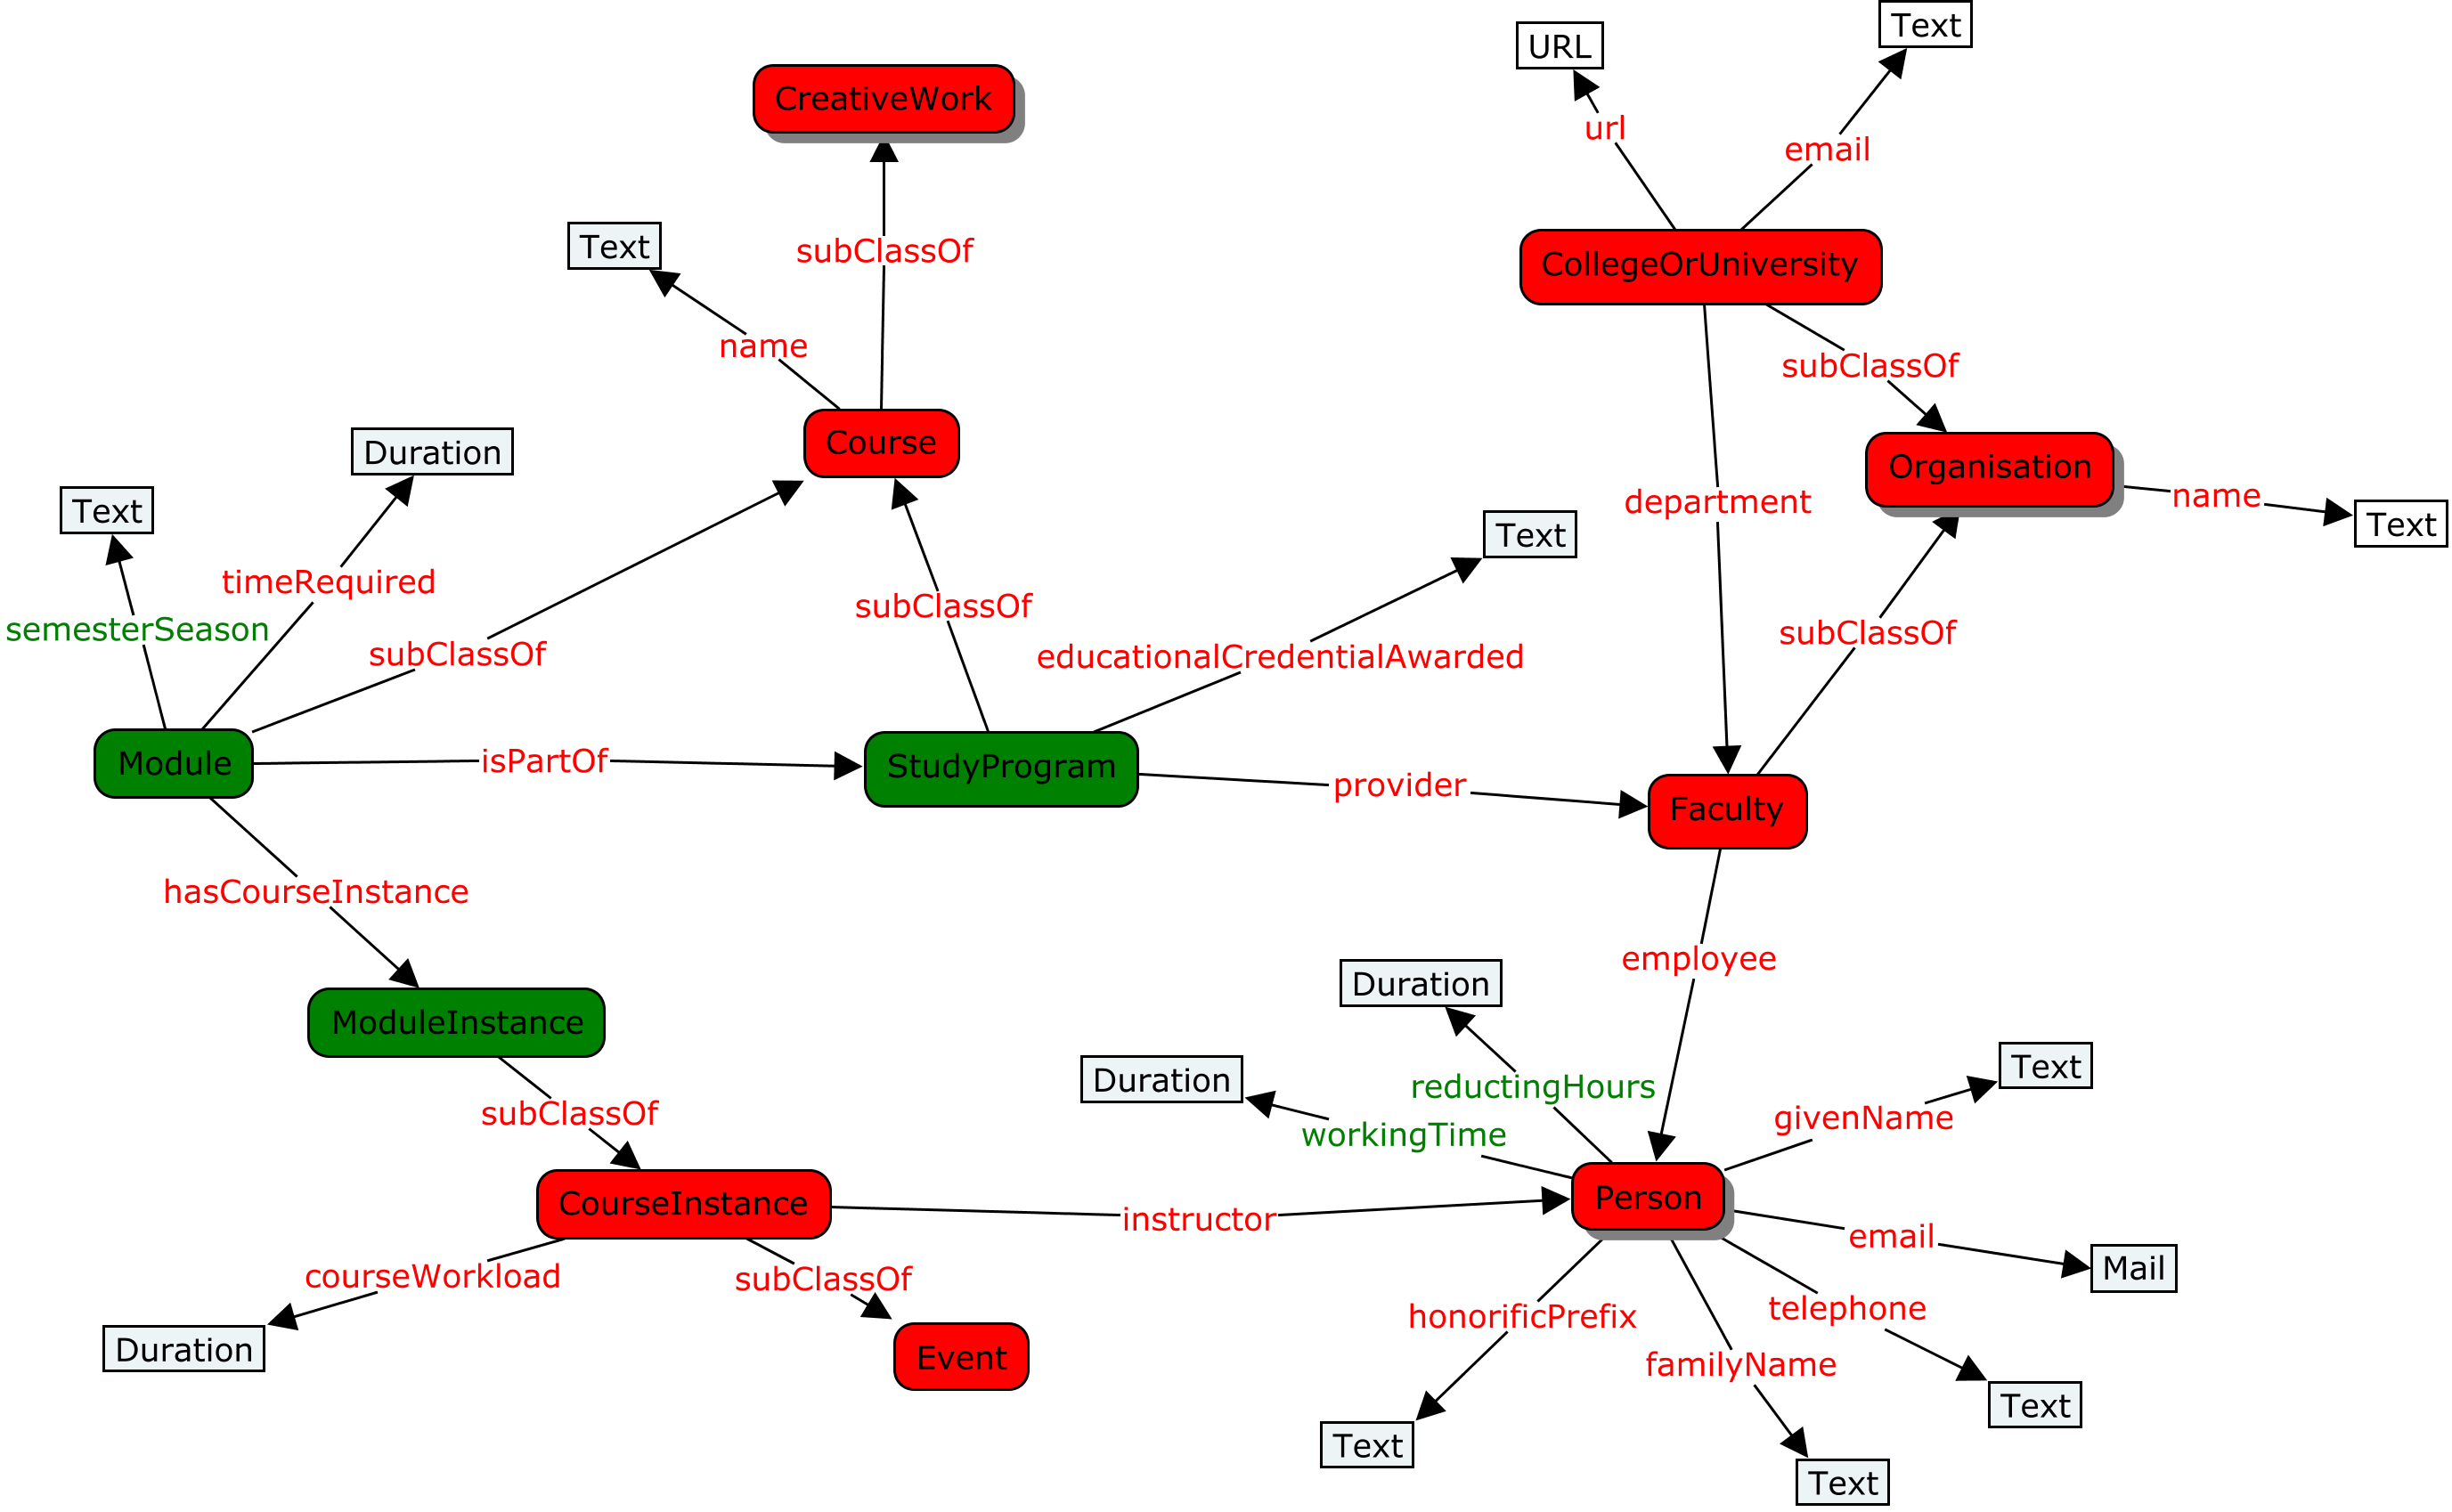 Text
URL
CreativeWork
url
email
Text
subClassOf
CollegeOrUniversity
name
subClassOf
Course
Duration
Organisation
name
Text
department
Text
Text
timeRequired
subClassOf
semesterSeason
subClassOf
subClassOf
educationalCredentialAwarded
Module
isPartOf
StudyProgram
provider
Faculty
hasCourseInstance
employee
Duration
ModuleInstance
Text
Duration
reductingHours
subClassOf
givenName
workingTime
CourseInstance
Person
instructor
email
Mail
courseWorkload
subClassOf
telephone
honorificPrefix
Duration
Event
familyName
Text
Text
Text